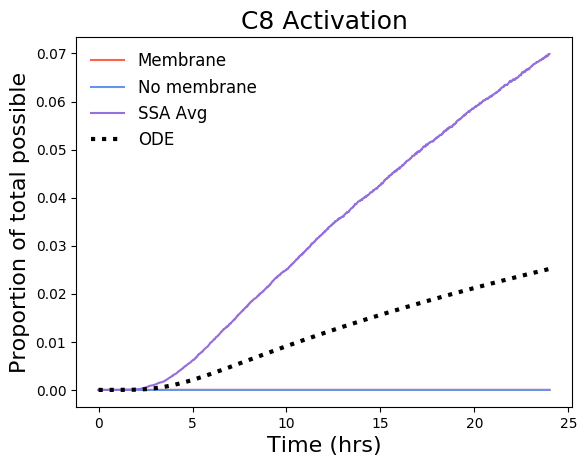 C8 Activation
Membrane
No membrane
SSA Avg
ODE
Proportion of total possible
0.07
0.06
0.05
0.04
0.03
0.02
0.01
0.00
0 5 10 15 20 25
Time (hrs)